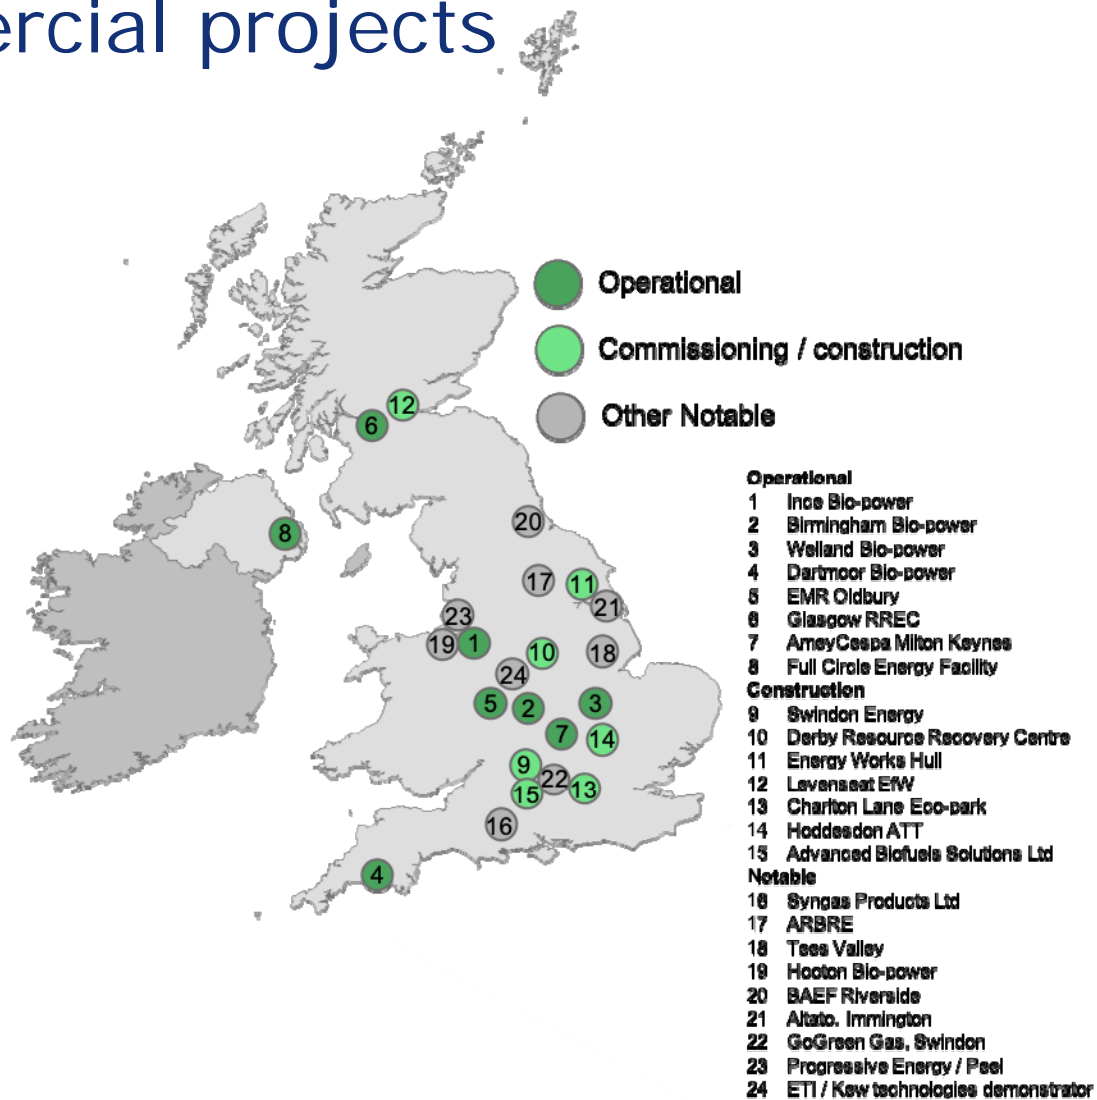 ercial projects
Operational
Commissioning / construction
Other Notable
12
6
8
20
17
11
21
23
19
1
10
18
24
5
2
3
7
14
9
22
13
15
16
4
Operational
1 Ince Bio-power
2 Birmingham Bio-power
3 Welland Bio-power
4 Dartmoor Bio-power
5 EMR Oldbury
6 Glasgow RREC
7 AmeyCespa Milton Keynes
8 Full Circle Energy Facility
Construction
9 Swindon Energy
10 Derby Resource Recovery Centre
11 Energy Works Hull
12 Levenseat EfW
13 Charlton Lane Eco-park
14 Hoddesdon ATT
15 Advanced Biofuels Solutions Ltd
Notable
16 Syngas Products Ltd
17 ARBRE
18 Tees Valley
19 Hooton Bio-power
20 BAEF Riverside
21 Altato. Immington
22 GoGreen Gas, Swindon
23 Progressive Energy / Peel
24 ETI / Kew technologies demonstrator